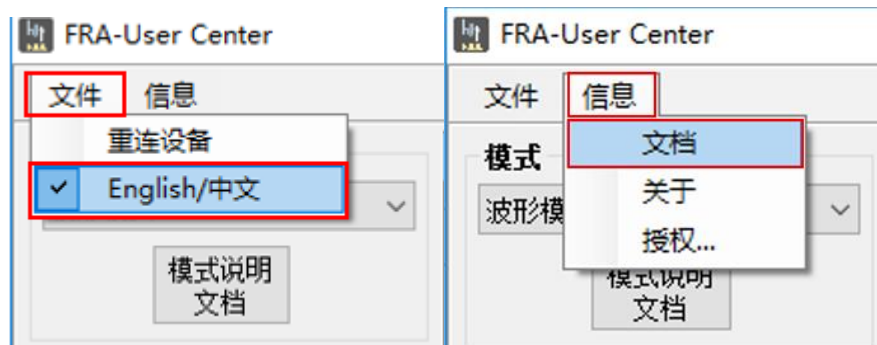 FRA-User Center
文件 信息
重连设备
English/中文
模式说明
文档
FRA-User Center
文件 信息
模式
文档
波形模
关于
授权...
模式说明
文档